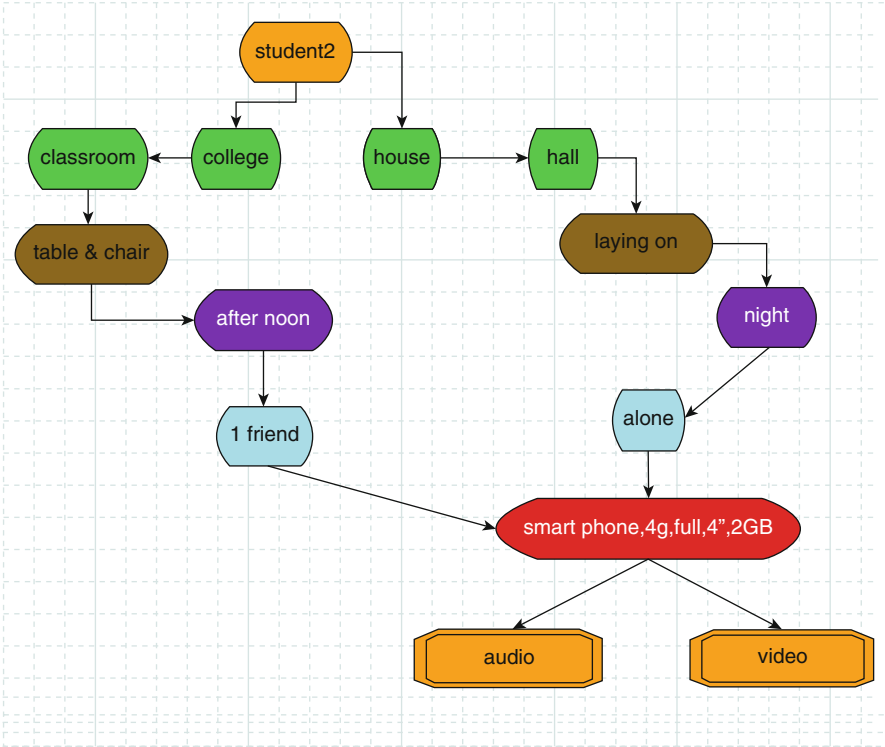 student2
classroom
college
house
hall
table & chair
laying on
after noon
night
1 friend
alone
smart phone,4g,full,4”,2GB
audio
video